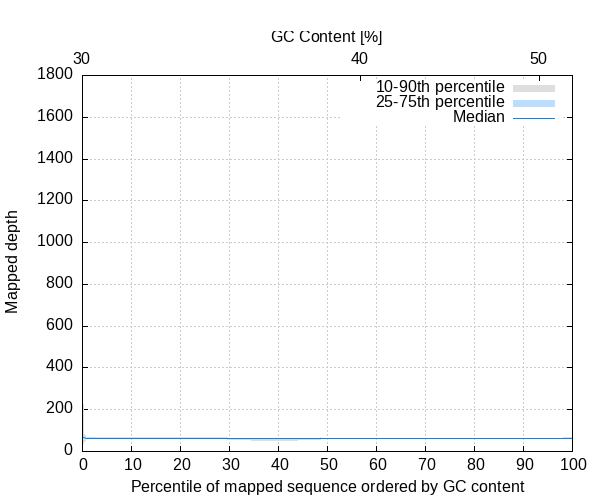 GC Content [%]
30 40 50
1800
1600
1400
1200
1000
800
600
400
200
0
10-90th percentile
25-75th percentile
Median
Mapped depth
0 10 20 30 40 50 60 70 80 90 100
Percentile of mapped sequence ordered by GC content